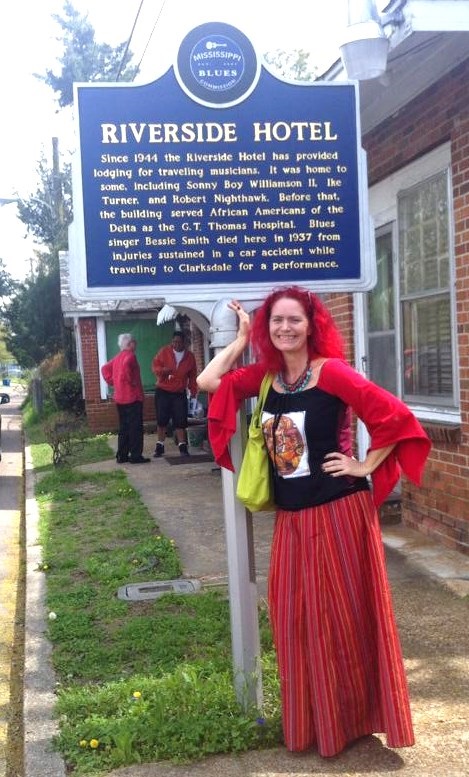 MISSISSIPPI
BLUES
COMMISSION
RIVERSIDE HOTEL
Since 1944 the Riverside Hotel has provided
lodging for traveling musicians. It was home to
some, including Sonny Boy Williamson II, Ike
Turner, and Robert Nighthawk. Before that,
the building served African Americans of the
Delta as the G.T. Thomas Hospital. Blues
singer Bessie Smith died here in 1937 from
injuries sustained in a car accident while
traveling to Clarksdale for a performance.